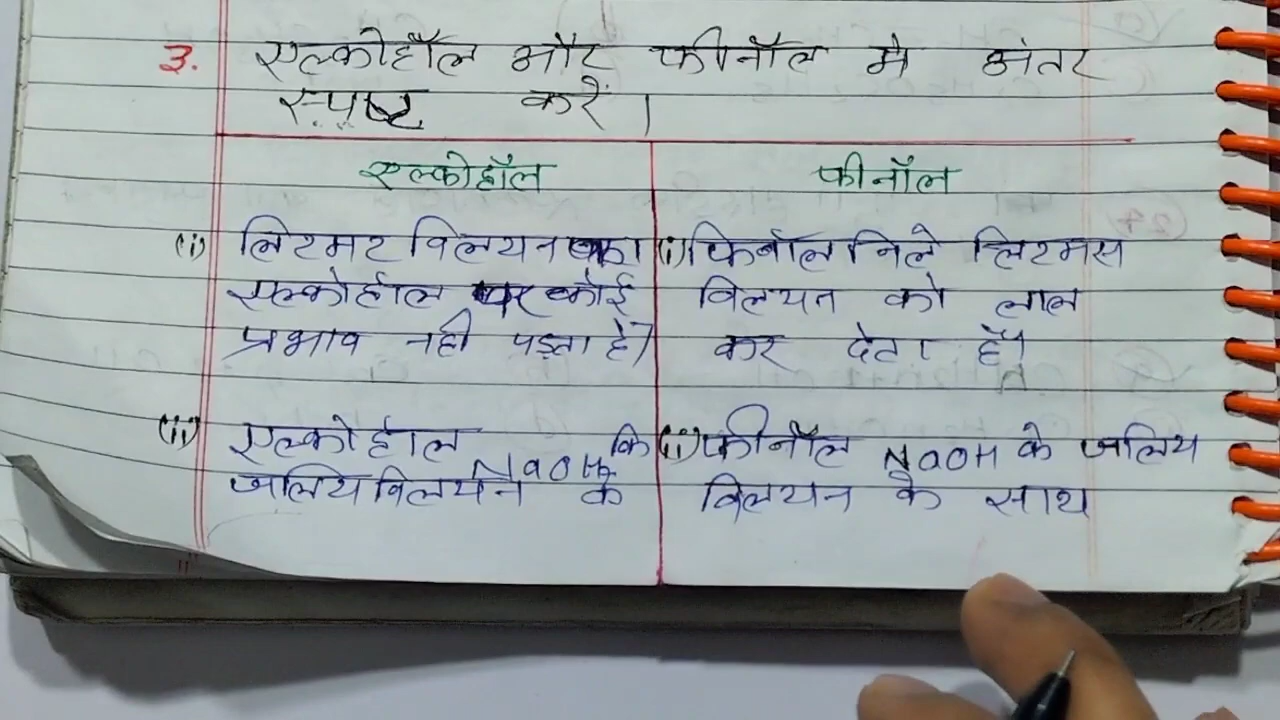 3. एल्कोहॉल और फीनॉल मे अंतर
स्पष्ट करें।
एल्कोहॉल
फीनॉल
(i) लिटमट विलयन का
एल्कोहॉल पर कोई
प्रभाव नही पड़ता है।
(i) फिनॉल निले लिटमस
विलयन को लाल
कर देता है।
(ii) एल्कोहॉल NaOH कि
जलिय विलयन के
(ii) फीनॉल NaOH के जलिय
विलयन के साथ